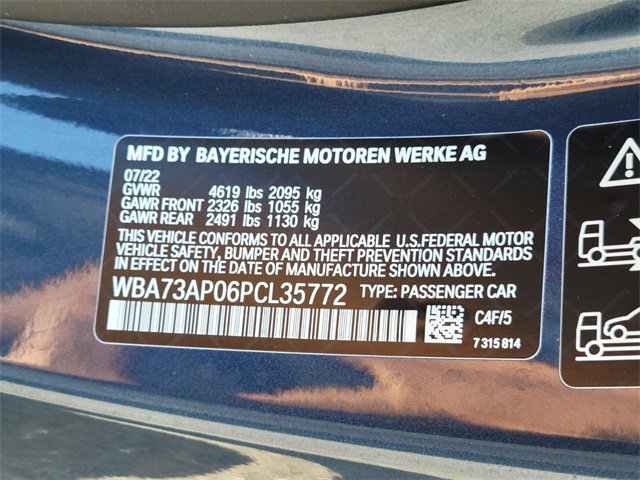 MFD BY BAYERISCHE MOTOREN WERKE AG
07/22
GVWR 4619 lbs 2095 kg
GAWR FRONT 2326 lbs 1055 kg
GAWR REAR 2491 lbs 1130 kg
THIS VEHICLE CONFORMS TO ALL APPLICABLE U.S.FEDERAL MOTOR
VEHICLE SAFETY, BUMPER AND THEFT PREVENTION STANDARDS
IN EFFECT ON THE DATE OF MANUFACTURE SHOWN ABOVE.
WBA73AP06PCL35772 TYPE: PASSENGER CAR
C4F/5
7 315 814